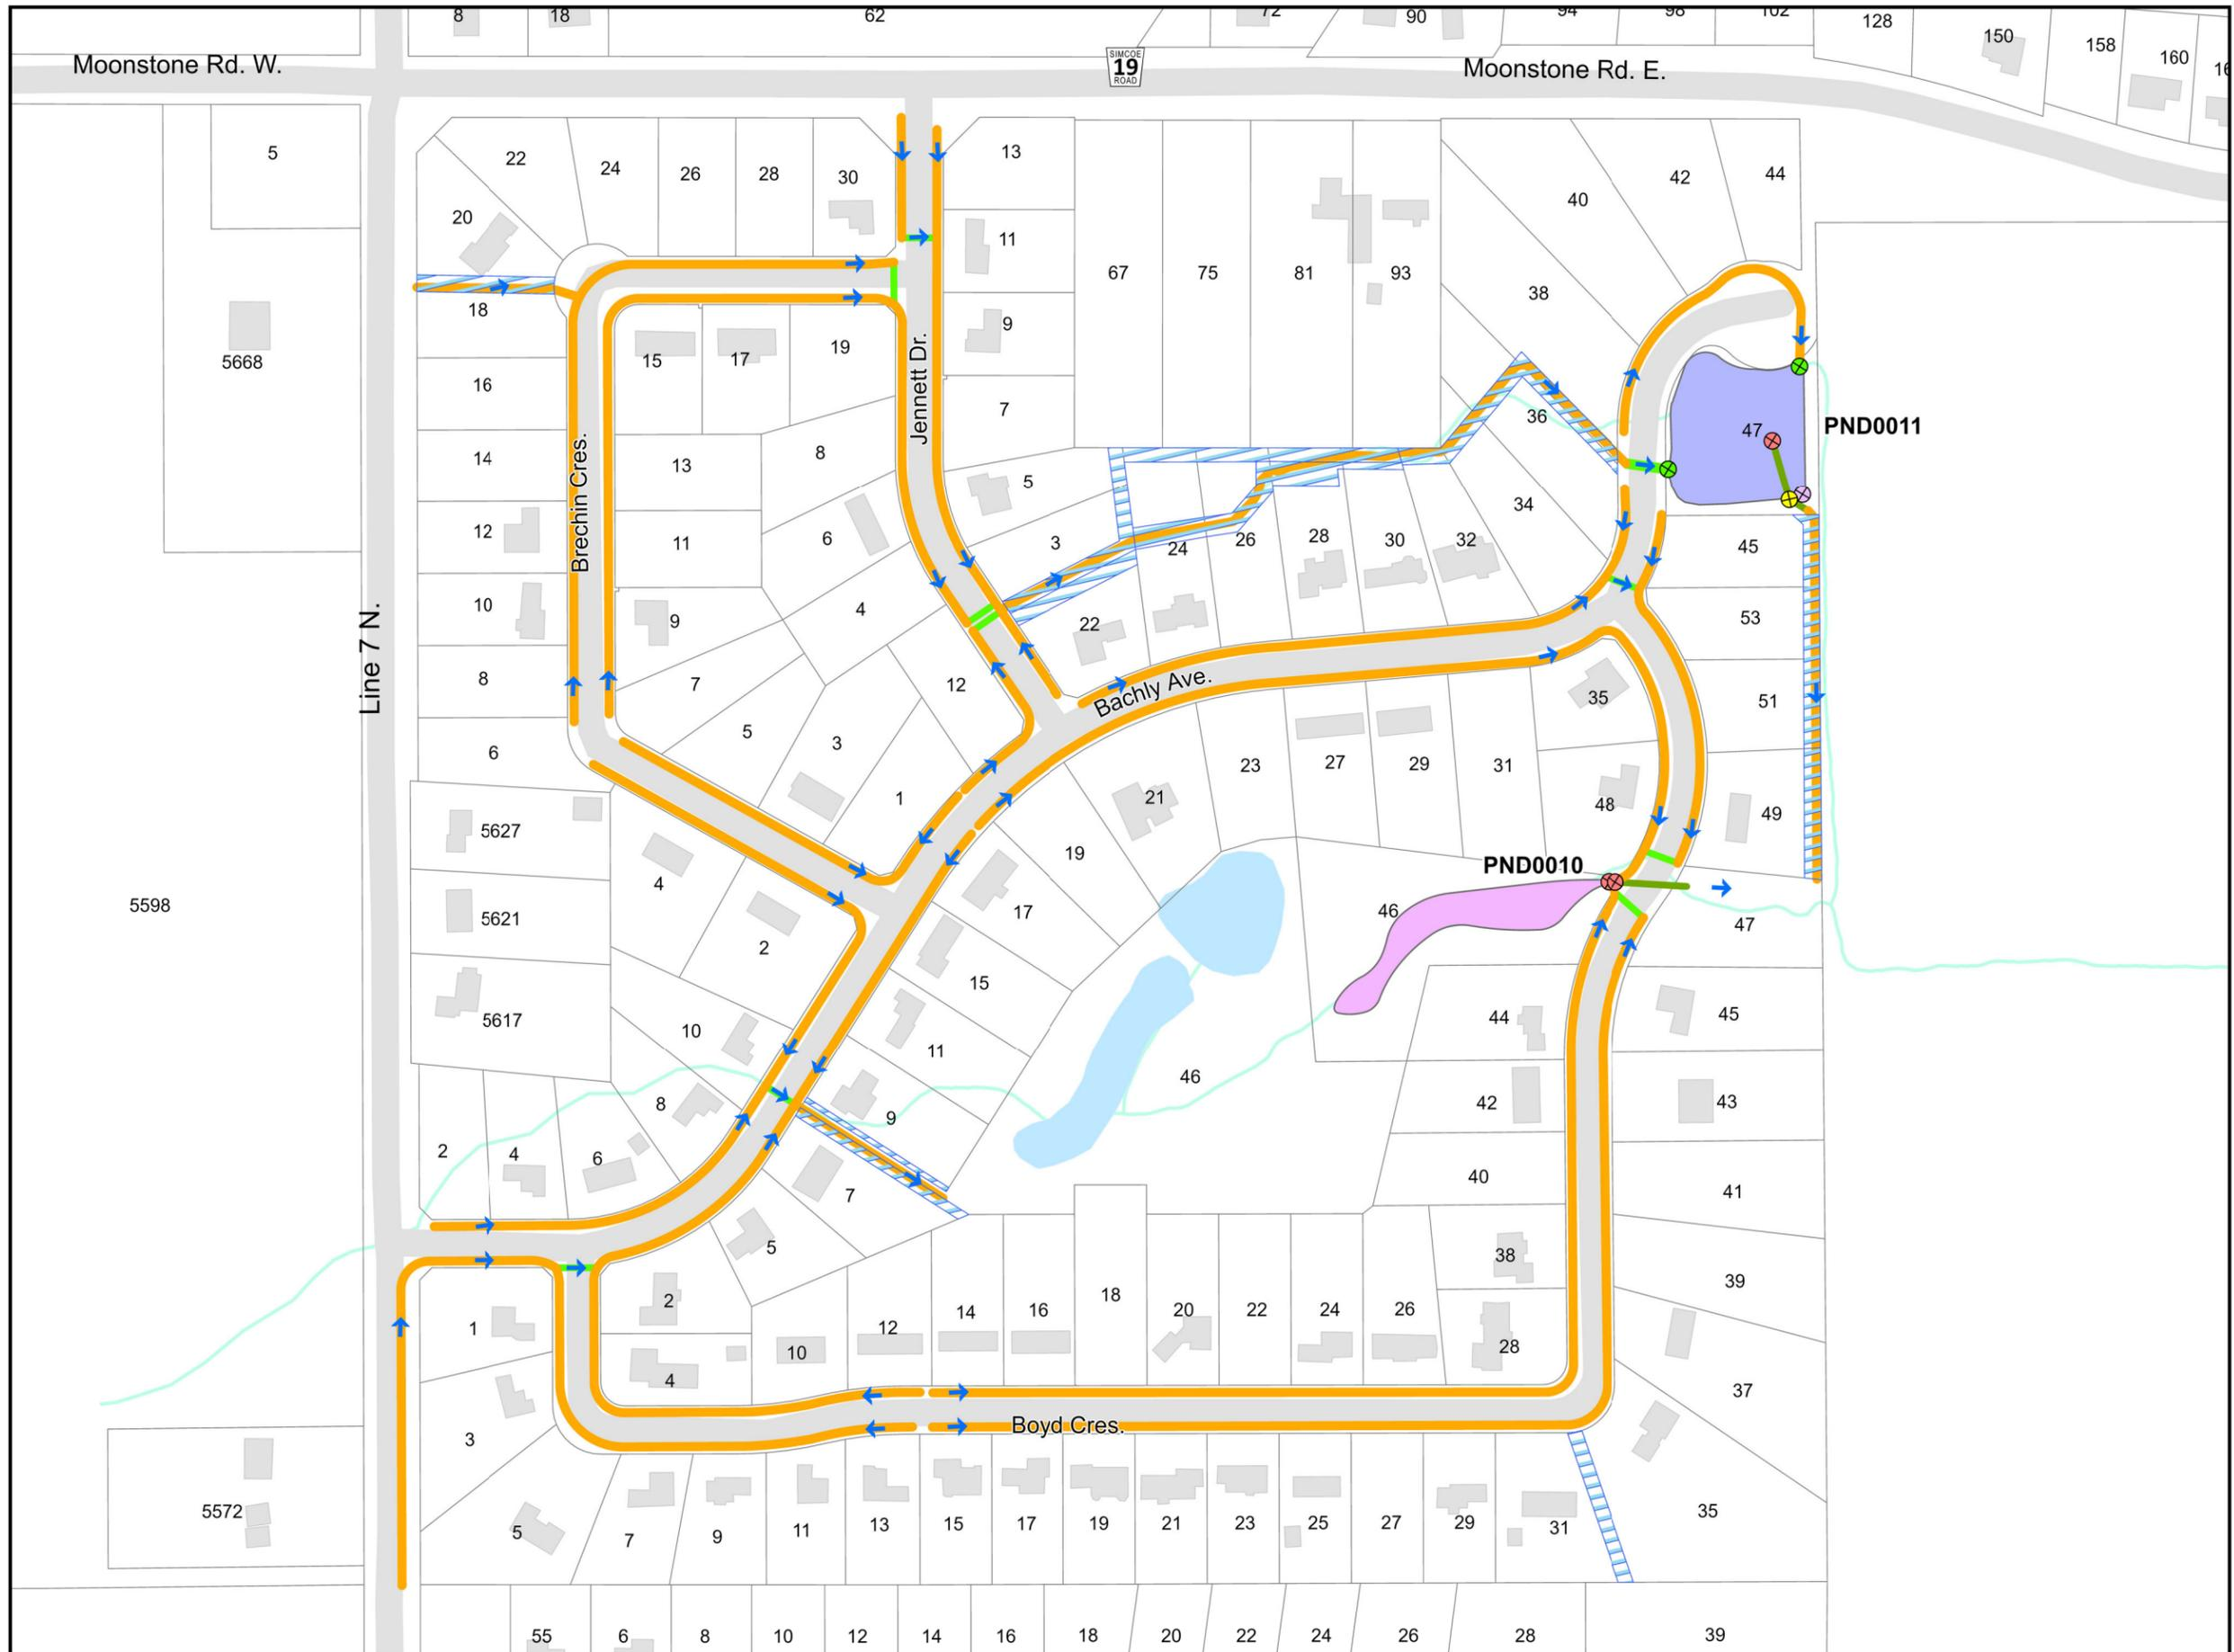 8 18 62 72 90 94 98 102 128 150 158 160
Moonstone Rd. W.
SIMCOE
19
ROAD
Moonstone Rd. E.
5 22 24 26 28 30 13 67 75 81 93 40 42 44
20 11 38
18 9
5668 16 15 17 19 7 36
Jennett Dr.
14 13 8 5 34 47 PND0011
Brechin Cres.
12 11 6 3 24 26 28 30 32 45
10 9 4 22 53
Line 7 N.
8 7 12 Bachly Ave. 35 51
6 5 3 1 23 27 29 31 48 49
5627 21
4 19 PND0010
5598 5621 2 17 46 47
5617 10 15 44 45
11 46
8 9 42 43
2 4 6 7 40 41
5 38 39
1 2 12 14 16 18 20 22 24 26 28
4 10 37
3 Boyd Cres.
5572 5 7 9 11 13 15 17 19 21 23 25 27 29 31 35
55 6 8 10 12 14 16 18 20 22 24 26 28 39